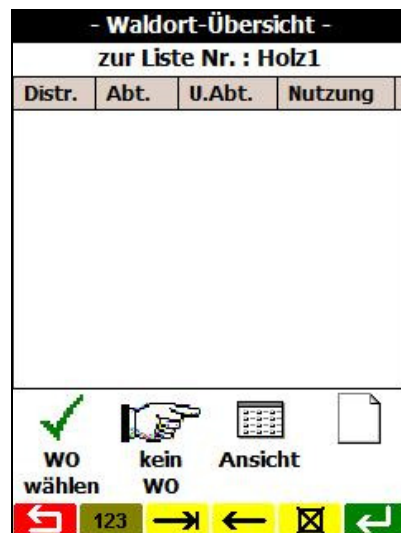 - Waldort-Übersicht -
zur Liste Nr. : Holz1
Distr. Abt. U.Abt. Nutzung
WO wählen
kein WO
Ansicht
123